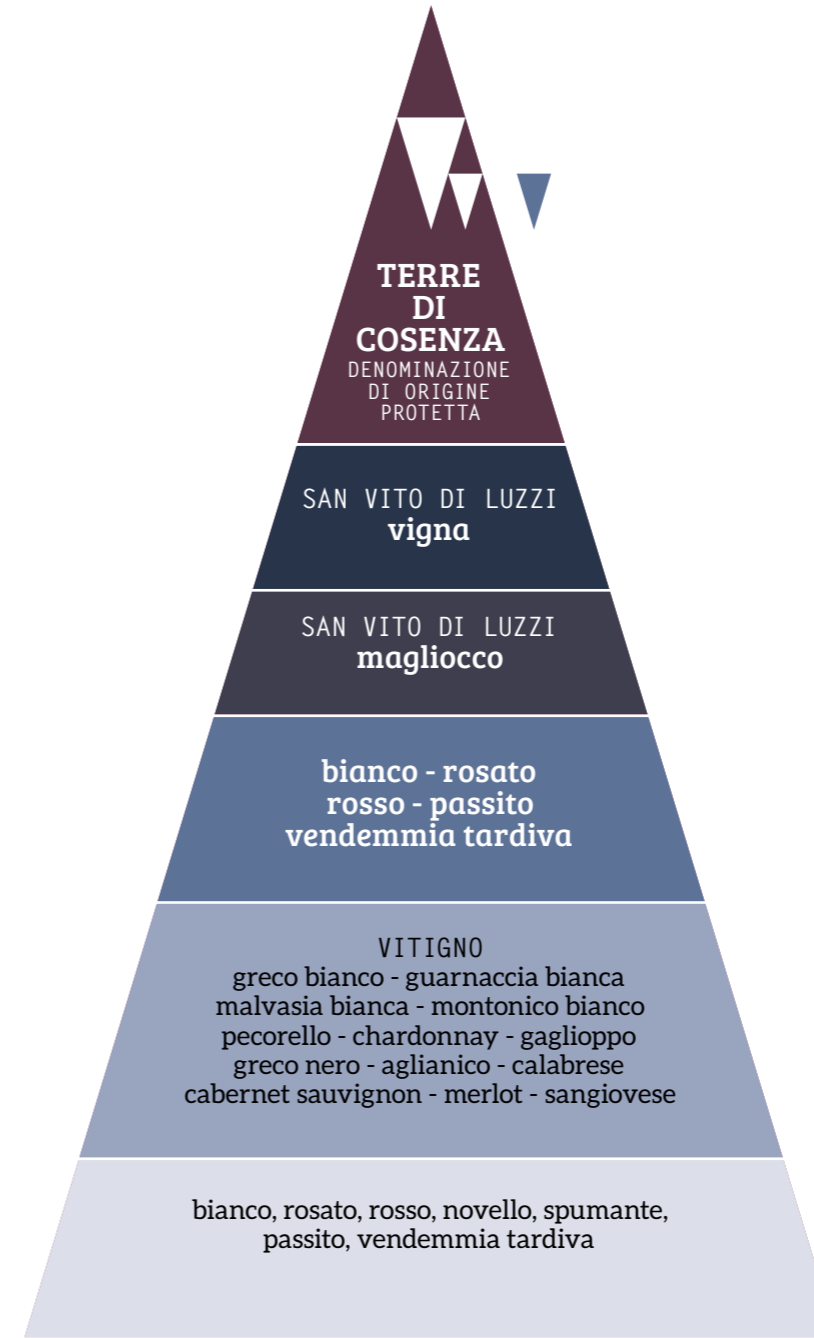 TERRE
DI
COSENZA
DENOMINAZIONE
DI ORIGINE
PROTETTA
SAN VITO DI LUZZI
vigna
SAN VITO DI LUZZI
magliocco
bianco - rosato
rosso - passito
vendemmia tardiva
VITIGNO
greco bianco - guarnaccia bianca
malvasia bianca - montonico bianco
pecorello - chardonnay - gaglioppo
greco nero - aglianico - calabrese
cabernet sauvignon - merlot - sangiovese
bianco, rosato, rosso, novello, spumante,
passito, vendemmia tardiva